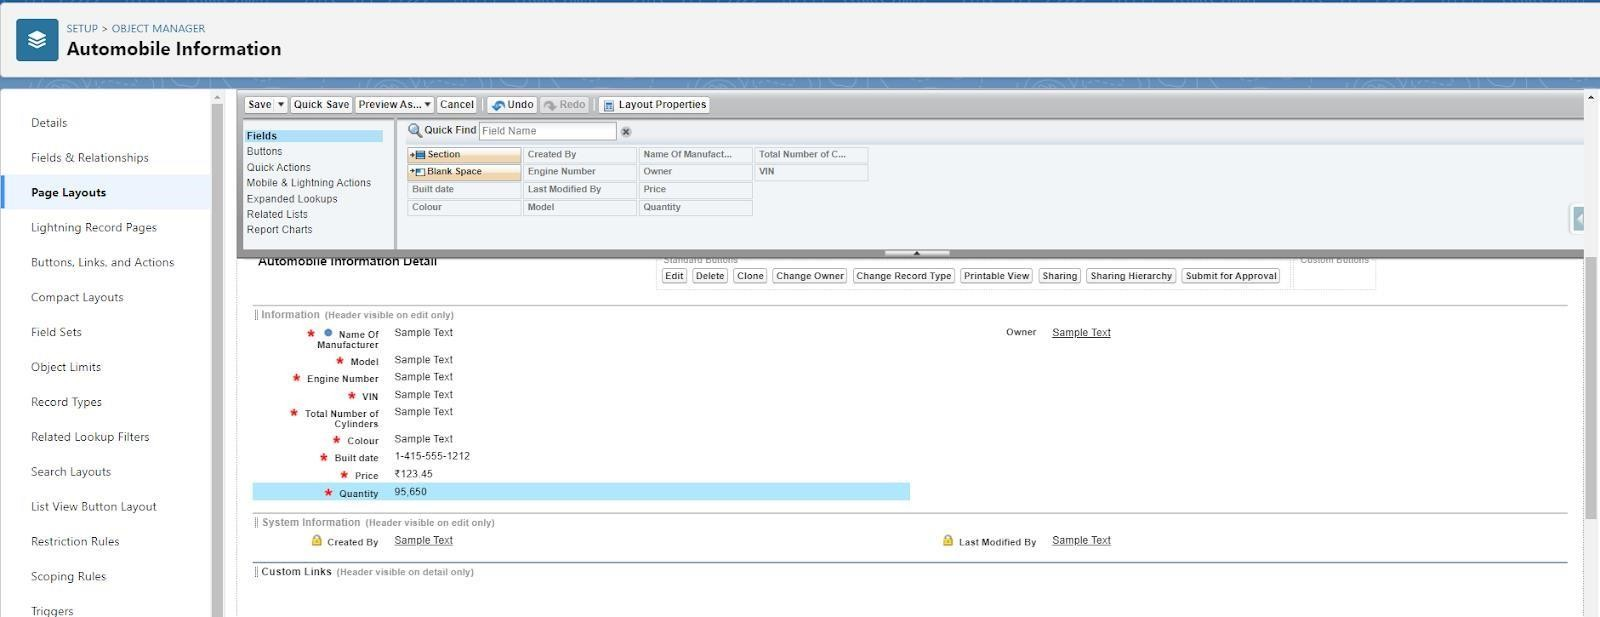 SETUP > OBJECT MANAGER
Automobile Information
Details
Fields & Relationships
Page Layouts
Lightning Record Pages
Buttons, Links, and Actions
Compact Layouts
Field Sets
Object Limits
Record Types
Related Lookup Filters
Search Layouts
List View Button Layout
Restriction Rules
Scoping Rules
Triggers
Save Quick Save Preview As... Cancel Undo Redo Layout Properties
Fields
Buttons
Quick Actions
Mobile & Lightning Actions
Expanded Lookups
Related Lists
Report Charts
Quick Find Field Name
Section Created By Name Of Manufact... Total Number of C...
Blank Space Engine Number Owner VIN
Built date Last Modified By Price
Colour Model Quantity
Automobile Information Detail
Standard Buttons Custom Buttons
Edit Delete Clone Change Owner Change Record Type Printable View Sharing Sharing Hierarchy Submit for Approval
Information (Header visible on edit only)
* Name Of Manufacturer Sample Text Owner Sample Text
* Model Sample Text
* Engine Number Sample Text
* VIN Sample Text
* Total Number of Cylinders Sample Text
* Colour Sample Text
* Built date 1-415-555-1212
* Price ₹123.45
* Quantity 95,650
System Information (Header visible on edit only)
Created By Sample Text Last Modified By Sample Text
Custom Links (Header visible on detail only)